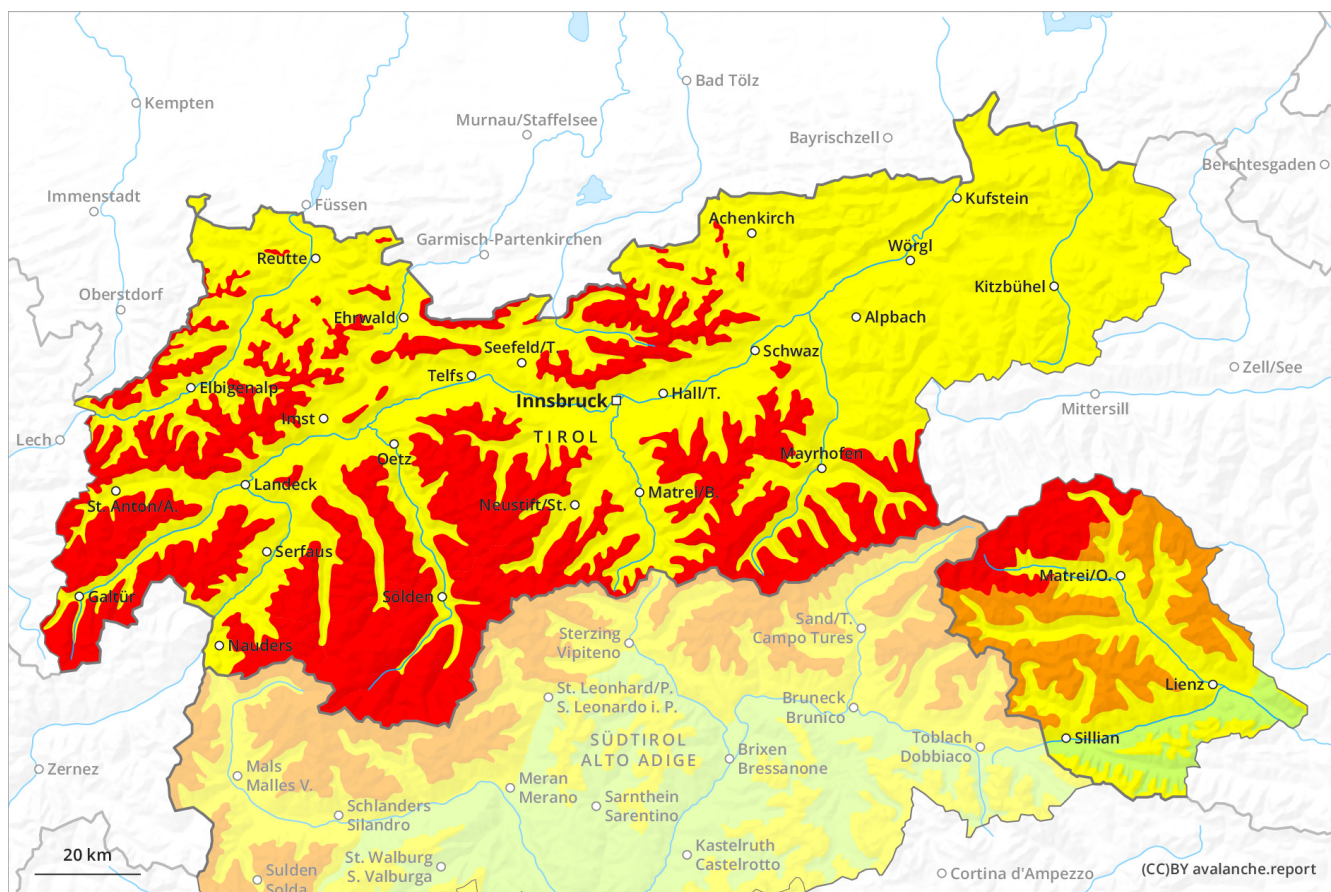 Kempten
Bad Tölz
Murnau/Staffelsee
Bayrischzell
Berchtesgaden
Immenstadt
Füssen
Kufstein
Achenkirch
Garmisch-Partenkirchen
Wörgl
Reutte
Kitzbühel
Oberstdorf
Ehrwald
Alpbach
Seefeld/T.
Schwaz
Zell/See
Telfs
Elbigenalp
Hall/T.
Innsbruck
Mittersill
Imst
Lech
TIROL
Oetz
Mayrhofen
Landeck
Matrei/B.
St. Anton/A.
Neustift/St.
Serfaus
Matrei/O.
Galtür
Sölden
Sand/T.
Campo Tures
Sterzing
Vipiteno
Nauders
Lienz
St. Leonhard/P.
S. Leonardo i. P.
Bruneck
Brunico
Sillian
SÜDTIROL
ALTO ADIGE
Toblach
Dobbiaco
Brixen
Bressanone
Zernez
Mals
Malles V.
Meran
Merano
Sarnthein
Sarentino
Schlanders
Silandro
Kastelruth
Castelrotto
20 km
St. Walburg
S. Valburga
Sulden
Solda
Cortina d'Ampezzo
(CC)BY avalanche.report